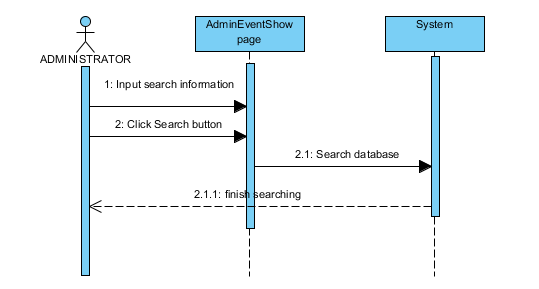 AdminEventShow
page
System
ADMINISTRATOR
1: Input search information
2: Click Search button
2.1: Search database
2.1.1: finish searching